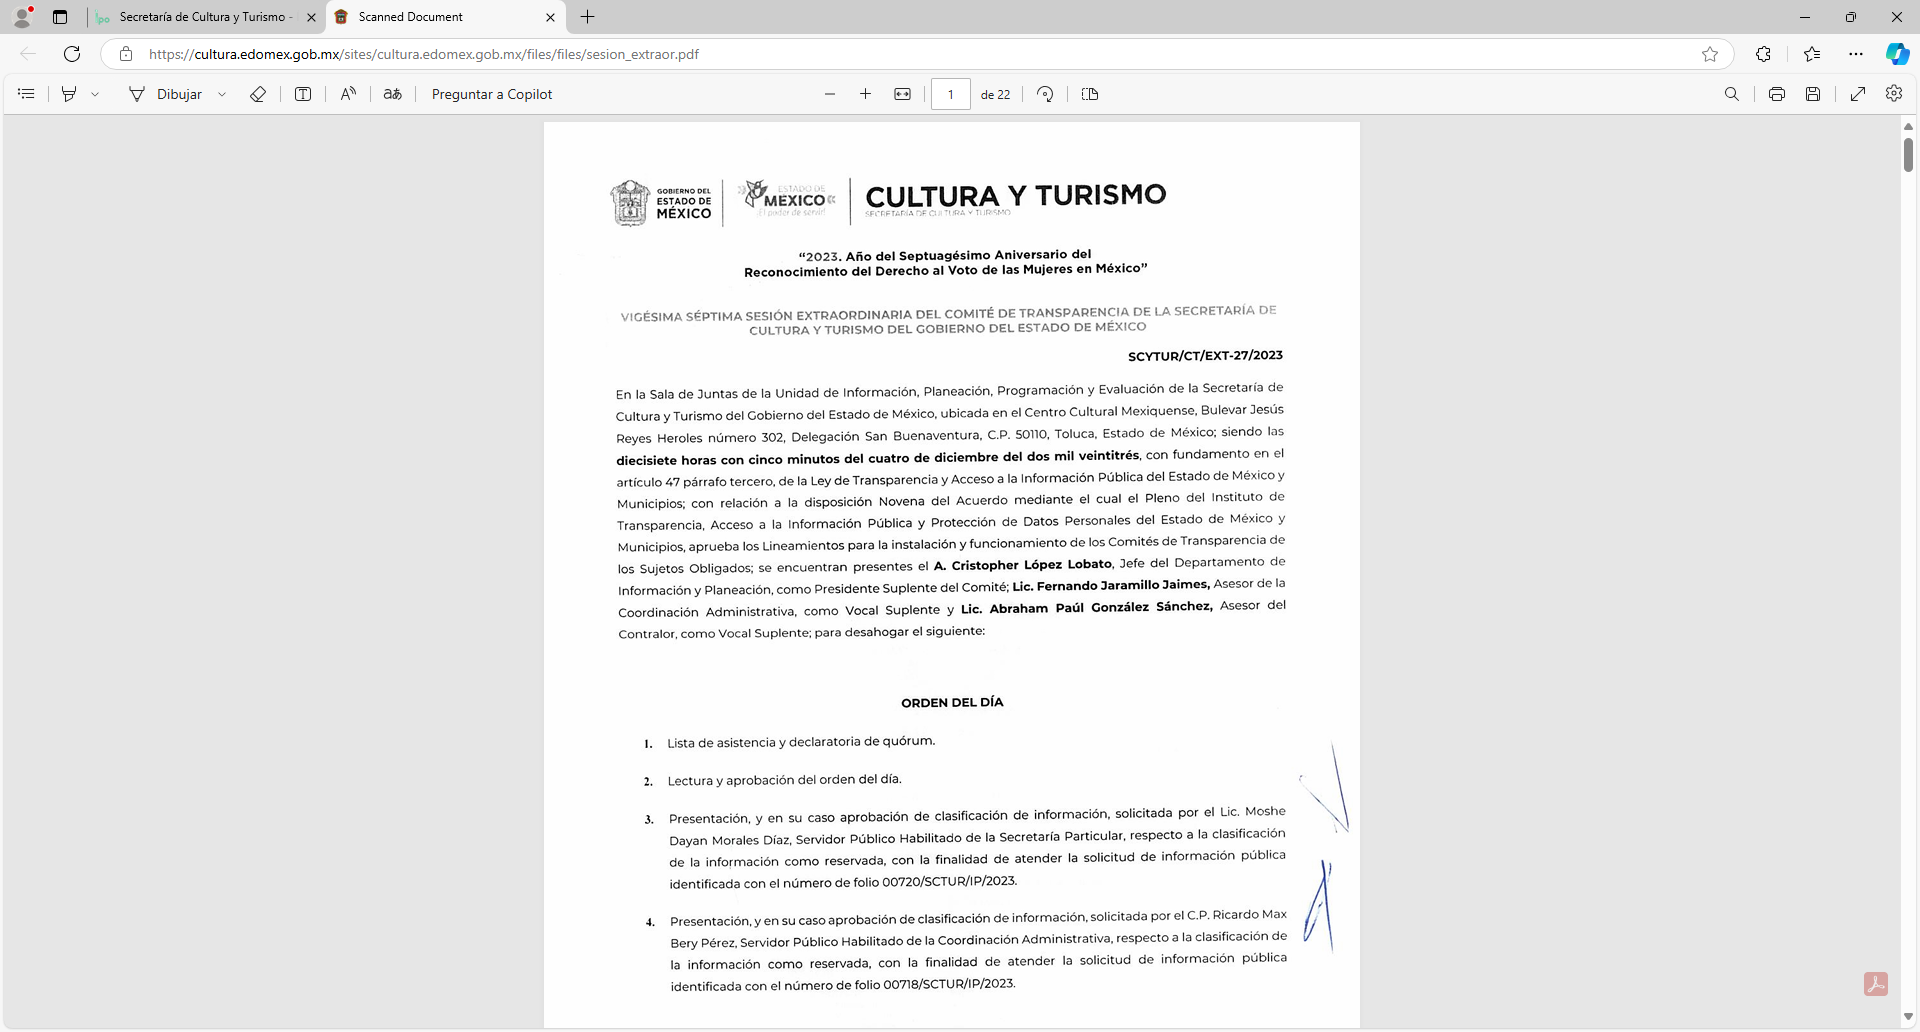 Secretaría de Cultura y Turismo -
Scanned Document
https://cultura.edomex.gob.mx/sites/cultura.edomex.gob.mx/files/files/sesion_extraor.pdf
Dibujar
Preguntar a Copilot
1 de 22
GOBIERNO DEL
ESTADO DE
MÉXICO
ESTADO DE
MÉXICO
¡El poder de servir!
CULTURA Y TURISMO
SECRETARÍA DE CULTURA Y TURISMO
“2023. Año del Septuagésimo Aniversario del
Reconocimiento del Derecho al Voto de las Mujeres en México”
VIGÉSIMA SÉPTIMA SESIÓN EXTRAORDINARIA DEL COMITÉ DE TRANSPARENCIA DE LA SECRETARÍA DE
CULTURA Y TURISMO DEL GOBIERNO DEL ESTADO DE MÉXICO
SCYTUR/CT/EXT-27/2023
En la Sala de Juntas de la Unidad de Información, Planeación, Programación y Evaluación de la Secretaría de
Cultura y Turismo del Gobierno del Estado de México, ubicada en el Centro Cultural Mexiquense, Bulevar Jesús
Reyes Heroles número 302, Delegación San Buenaventura, C.P. 50110, Toluca, Estado de México; siendo las
diecisiete horas con cinco minutos del cuatro de diciembre del dos mil veintitrés, con fundamento en el
artículo 47 párrafo tercero, de la Ley de Transparencia y Acceso a la Información Pública del Estado de México y
Municipios; con relación a la disposición Novena del Acuerdo mediante el cual el Pleno del Instituto de
Transparencia, Acceso a la Información Pública y Protección de Datos Personales del Estado de México y
Municipios, aprueba los Lineamientos para la instalación y funcionamiento de los Comités de Transparencia de
los Sujetos Obligados; se encuentran presentes el A. Cristopher López Lobato, Jefe del Departamento de
Información y Planeación, como Presidente Suplente del Comité; Lic. Fernando Jaramillo Jaimes, Asesor de la
Coordinación Administrativa, como Vocal Suplente y Lic. Abraham Paúl González Sánchez, Asesor del
Contralor, como Vocal Suplente; para desahogar el siguiente:
ORDEN DEL DÍA
1. Lista de asistencia y declaratoria de quórum.
2. Lectura y aprobación del orden del día.
3. Presentación, y en su caso aprobación de clasificación de información, solicitada por el Lic. Moshe
Dayan Morales Díaz, Servidor Público Habilitado de la Secretaría Particular, respecto a la clasificación
de la información como reservada, con la finalidad de atender la solicitud de información pública
identificada con el número de folio 00720/SCTUR/IP/2023.
4. Presentación, y en su caso aprobación de clasificación de información, solicitada por el C.P. Ricardo Max
Bery Pérez, Servidor Público Habilitado de la Coordinación Administrativa, respecto a la clasificación de
la información como reservada, con la finalidad de atender la solicitud de información pública
identificada con el número de folio 00718/SCTUR/IP/2023.